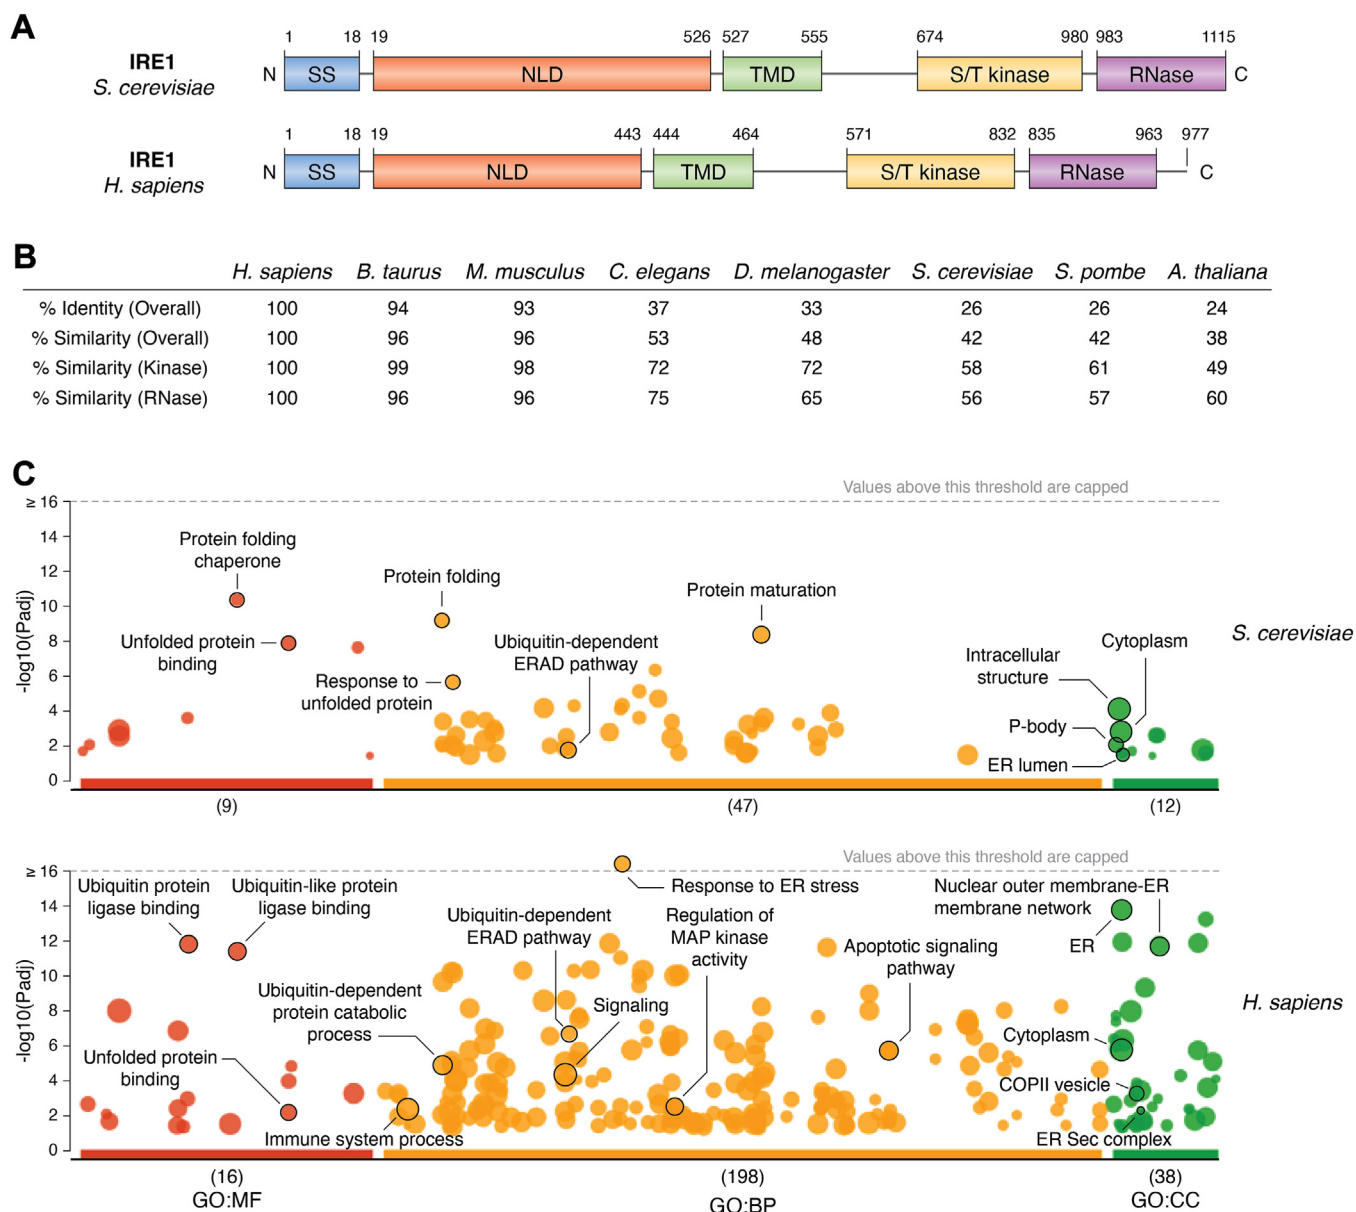 A
IRE1
S. cerevisiae
1 18 19 526 527 555 674 980 983 1115
N SS NLD TMD S/T kinase RNase C
IRE1
H. sapiens
1 18 19 443 444 464 571 832 835 963 977
N SS NLD TMD S/T kinase RNase C
B
H. sapiens B. taurus M. musculus C. elegans D. melanogaster S. cerevisiae S. pombe A. thaliana
% Identity (Overall) 100 94 93 37 33 26 26 24
% Similarity (Overall) 100 96 96 53 48 42 42 38
% Similarity (Kinase) 100 99 98 72 72 58 61 49
% Similarity (RNase) 100 96 96 75 65 56 57 60
C
Values above this threshold are capped
≥ 16
14
12
10
8
6
4
2
0
-log10(Padj)
Protein folding
chaperone
Unfolded protein
binding
Protein folding
Response to
unfolded protein
Ubiquitin-dependent
ERAD pathway
Protein maturation
Intracellular
structure
Cytoplasm
P-body
ER lumen
S. cerevisiae
(9) (47) (12)
Values above this threshold are capped
≥ 16
14
12
10
8
6
4
2
0
-log10(Padj)
Ubiquitin protein
ligase binding
Ubiquitin-like protein
ligase binding
Unfolded protein
binding
Response to ER stress
Ubiquitin-dependent
ERAD pathway
Regulation of
MAP kinase
activity
Apoptotic signaling
pathway
Ubiquitin-dependent
protein catabolic
process
Signaling
Immune system process
Nuclear outer membrane-ER
membrane network
ER
Cytoplasm
COPII vesicle
ER Sec complex
H. sapiens
(16) (198) (38)
GO:MF GO:BP GO:CC